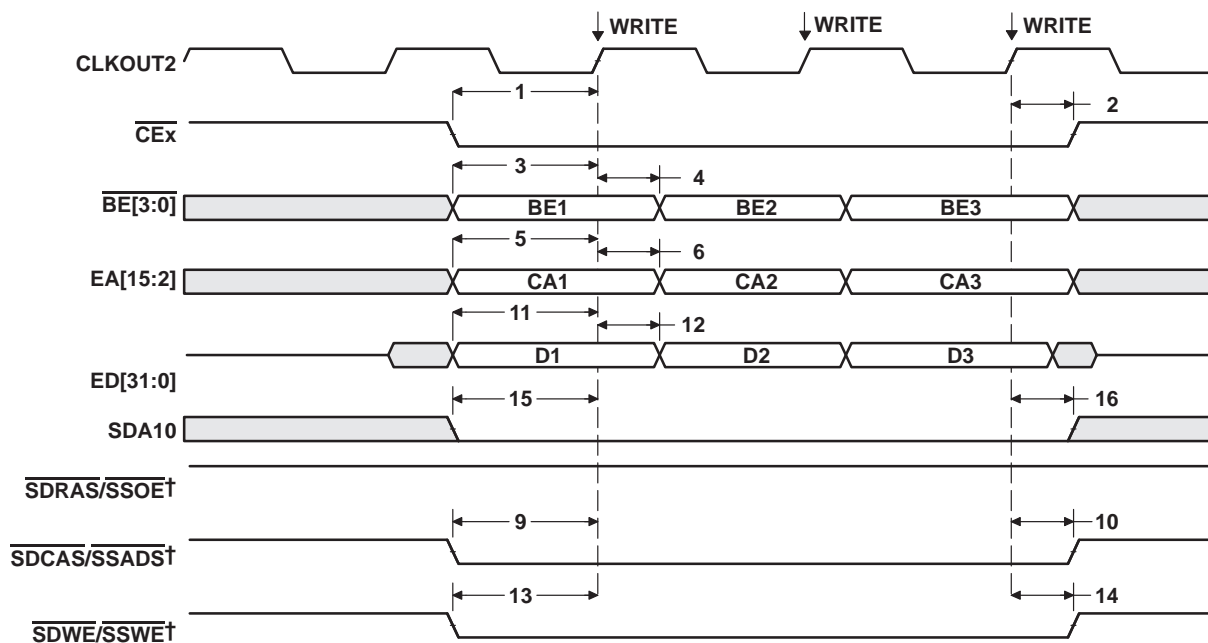 WRITE WRITE WRITE
CLKOUT2
1 2
CEx
3 4
BE[3:0] BE1 BE2 BE3
5 6
EA[15:2] CA1 CA2 CA3
11 12
D1 D2 D3
ED[31:0]
15 16
SDA10
SDRAS/SSOE†
9 10
SDCAS/SSADS†
13 14
SDWE/SSWE†